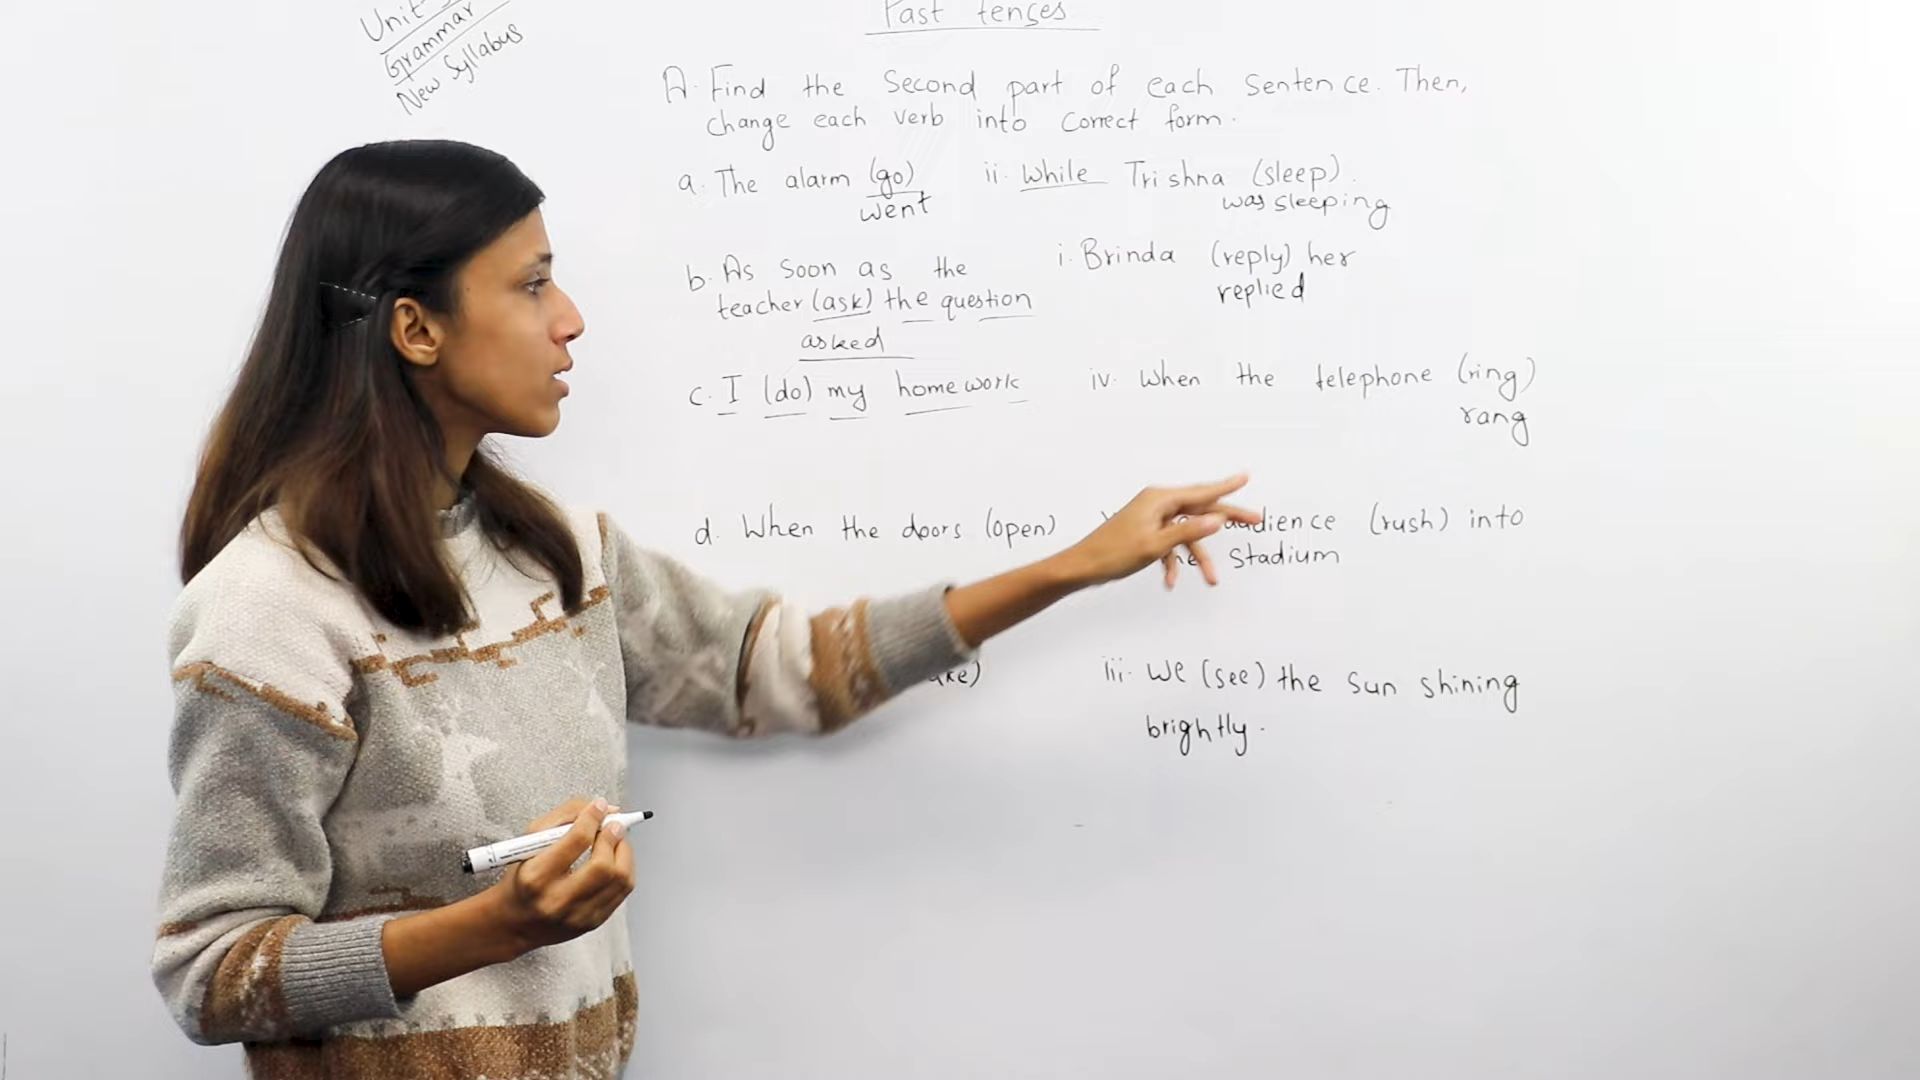 Unit-
Grammar
New Syllabus
Past tenses
A. Find the second part of each sentence. Then,
change each verb into correct form.
a. The alarm (go)
went
ii. While Trishna (sleep).
was sleeping
b. As soon as the
teacher (ask) the question
asked
i. Brinda (reply) her
replied
c. I (do) my homework
iv. When the telephone (ring)
rang
d. When the doors (open)
audience (rush) into
stadium
iii. We (see) the sun shining
brightly.